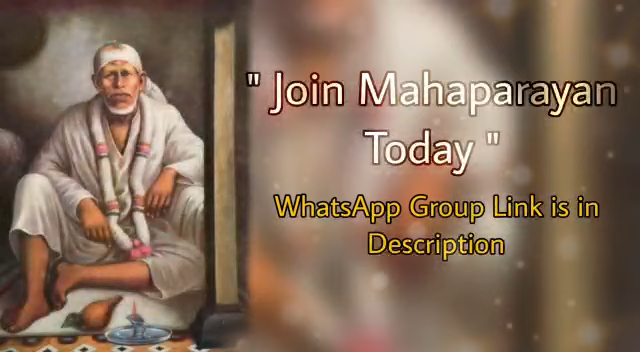 " Join Mahaparayan
Today "
WhatsApp Group Link is in
Description